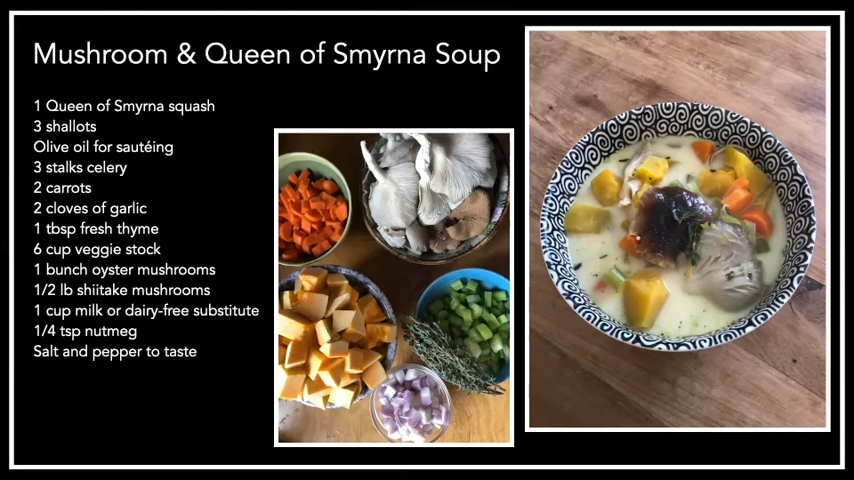 Mushroom & Queen of Smyrna Soup
1 Queen of Smyrna squash
3 shallots
Olive oil for sautéing
3 stalks celery
2 carrots
2 cloves of garlic
1 tbsp fresh thyme
6 cup veggie stock
1 bunch oyster mushrooms
1/2 lb shiitake mushrooms
1 cup milk or dairy-free substitute
1/4 tsp nutmeg
Salt and pepper to taste